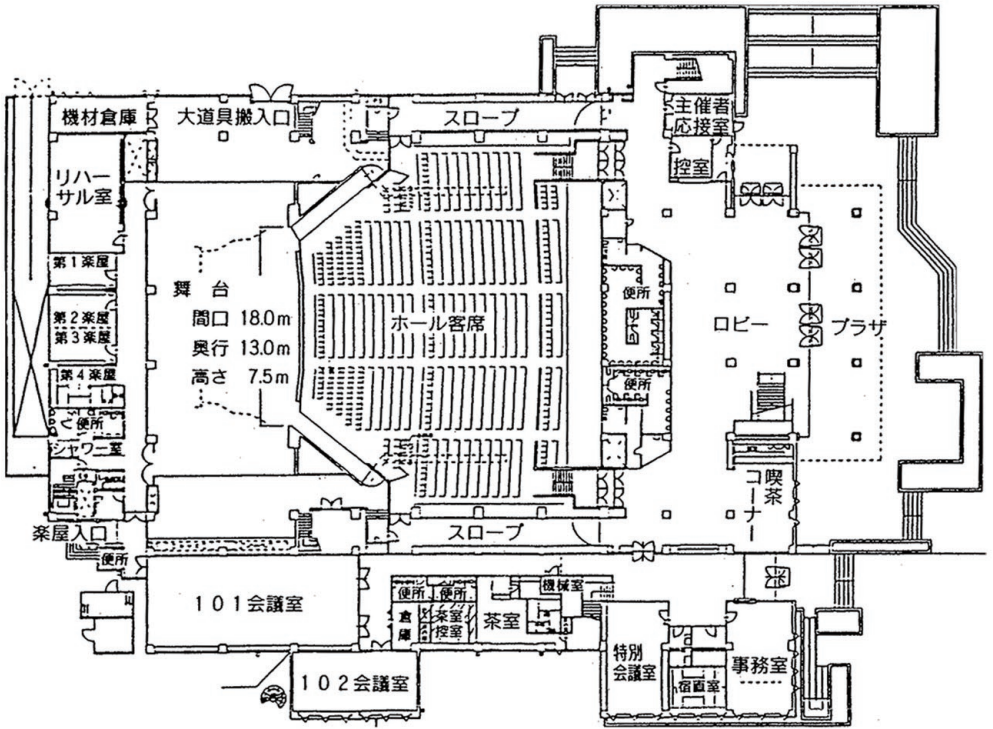 機材倉庫
大道具搬入口
スロープ
主催者
応接室
控室
リハー
サル室
第1楽屋
第2楽屋
第3楽屋
第4楽屋
便所
シャワー室
楽屋入口
便所
舞台
間口 18.0m
奥行 13.0m
高さ 7.5m
ホール客席
便所
便所
ロビー
プラザ
喫茶
コーナー
スロープ
101会議室
102会議室
便所
便所
倉庫
茶室
控室
茶室
機械室
特別
会議室
宿直室
事務室